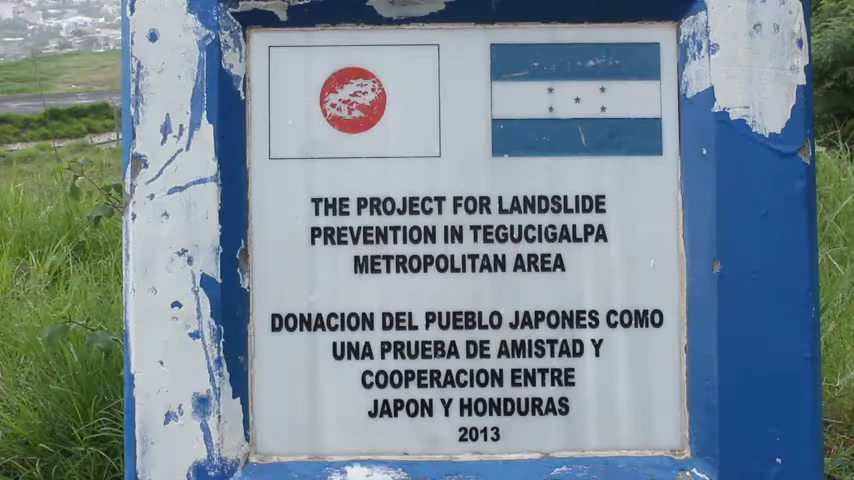 THE PROJECT FOR LANDSLIDE
PREVENTION IN TEGUCIGALPA
METROPOLITAN AREA
DONACION DEL PUEBLO JAPONES COMO
UNA PRUEBA DE AMISTAD Y
COOPERACION ENTRE
JAPON Y HONDURAS
2013